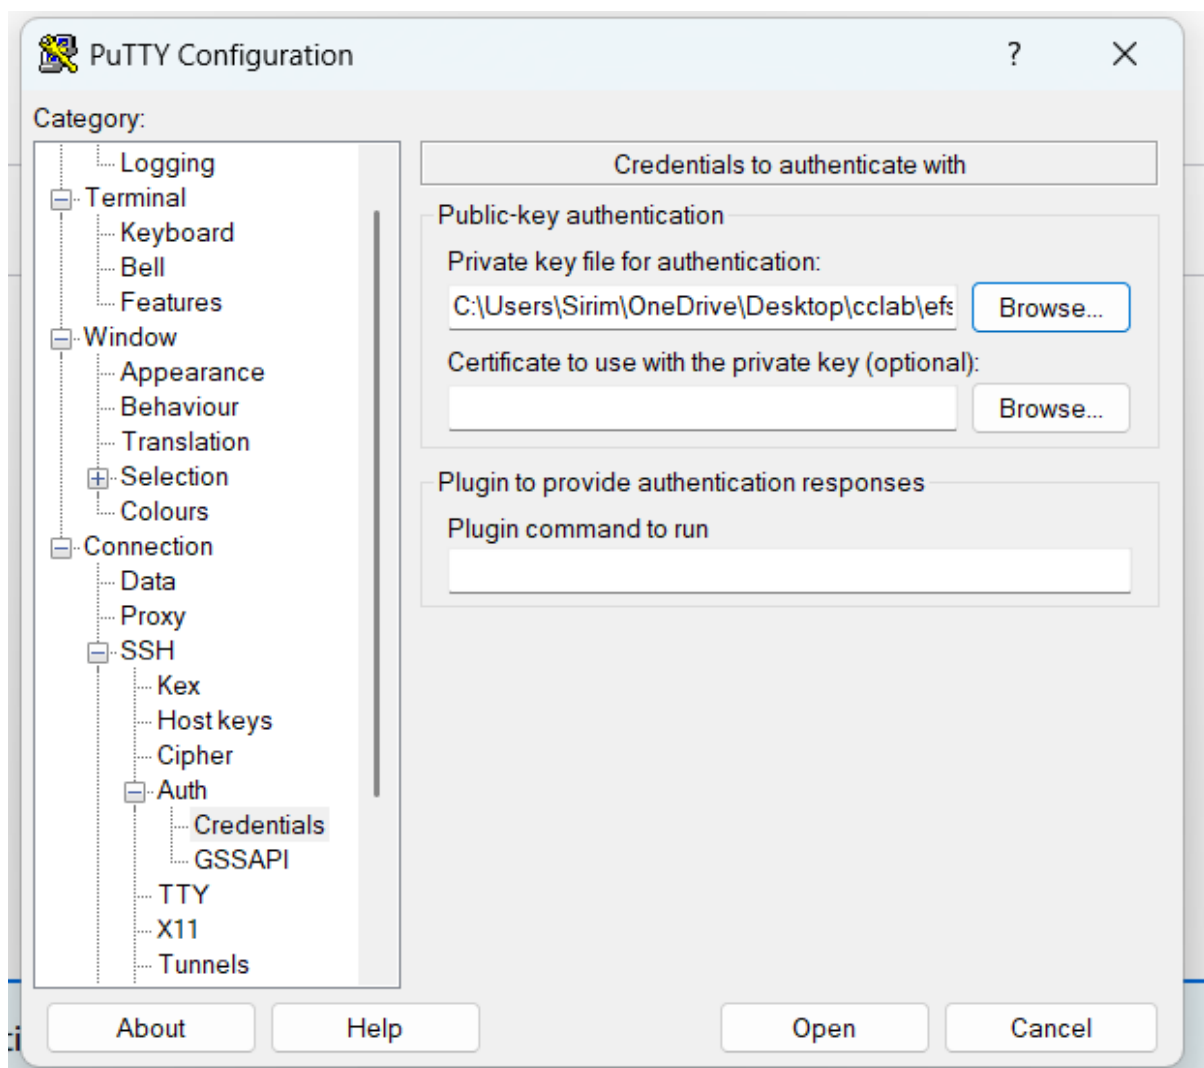 PuTTY Configuration
?
Category:
Logging
Terminal
Keyboard
Bell
Features
Window
Appearance
Behaviour
Translation
Selection
Colours
Connection
Data
Proxy
SSH
Kex
Host keys
Cipher
Auth
Credentials
GSSAPI
TTY
X11
Tunnels
Credentials to authenticate with
Public-key authentication
Private key file for authentication:
C:\Users\Sirim\OneDrive\Desktop\cclab\efs Browse...
Certificate to use with the private key (optional):
Browse...
Plugin to provide authentication responses
Plugin command to run
About Help Open Cancel